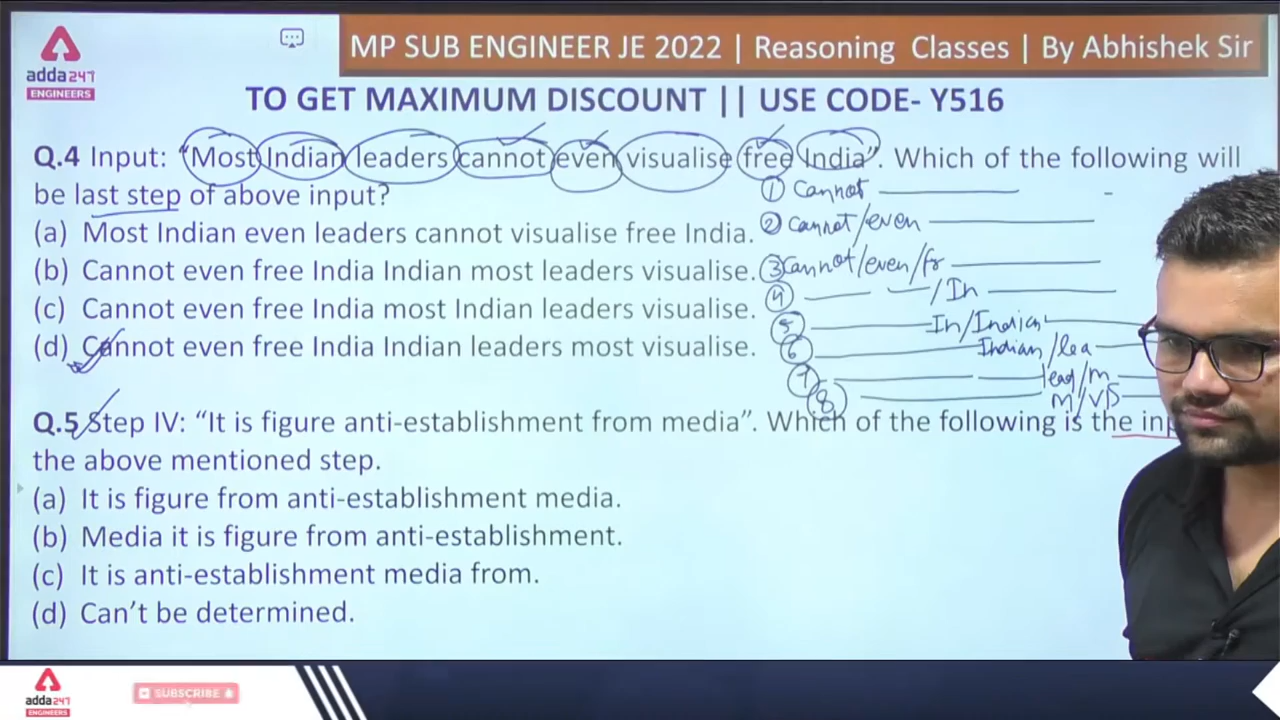 adda247
ENGINEERS
MP SUB ENGINEER JE 2022 | Reasoning Classes | By Abhishek Sir
TO GET MAXIMUM DISCOUNT || USE CODE- Y516
Q.4 Input: “Most Indian leaders cannot even visualise free India”. Which of the following will
be last step of above input?
(a) Most Indian even leaders cannot visualise free India.
(b) Cannot even free India Indian most leaders visualise.
(c) Cannot even free India most Indian leaders visualise.
(d) Cannot even free India Indian leaders most visualise.
① Cannot
② Cannot/even
③ Cannot/even/fr
④ /In
⑤ In/Indian
⑥ Indian/lea
⑦ lead/m
⑧ M/VIS
Q.5 Step IV: “It is figure anti-establishment from media”. Which of the following is the inp
the above mentioned step.
(a) It is figure from anti-establishment media.
(b) Media it is figure from anti-establishment.
(c) It is anti-establishment media from.
(d) Can’t be determined.
adda247
ENGINEERS
SUBSCRIBE